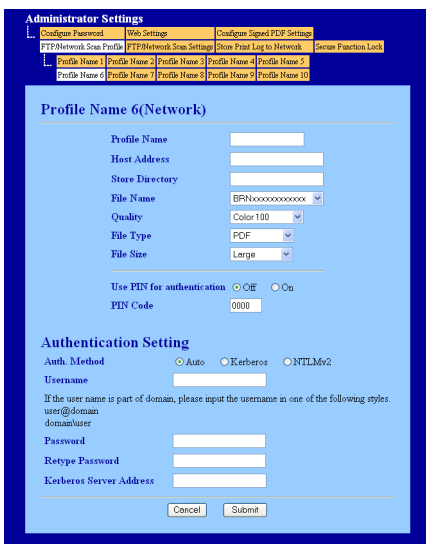 Administrator Settings
Configure Password Web Settings Configure Signed PDF Settings
FTP/Network Scan Profile FTP/Network Scan Settings Store Print Log to Network Secure Function Lock
Profile Name 1 Profile Name 2 Profile Name 3 Profile Name 4 Profile Name 5
Profile Name 6 Profile Name 7 Profile Name 8 Profile Name 9 Profile Name 10
Profile Name 6(Network)
Profile Name
Host Address
Store Directory
File Name BRNxxxxxxxxxxxx
Quality Color 100
File Type PDF
File Size Large
Use PIN for authentication Off On
PIN Code 0000
Authentication Setting
Auth. Method Auto Kerberos NTLMv2
Username
If the user name is part of domain, please input the username in one of the following styles.
user@domain
domain\user
Password
Retype Password
Kerberos Server Address
Cancel Submit